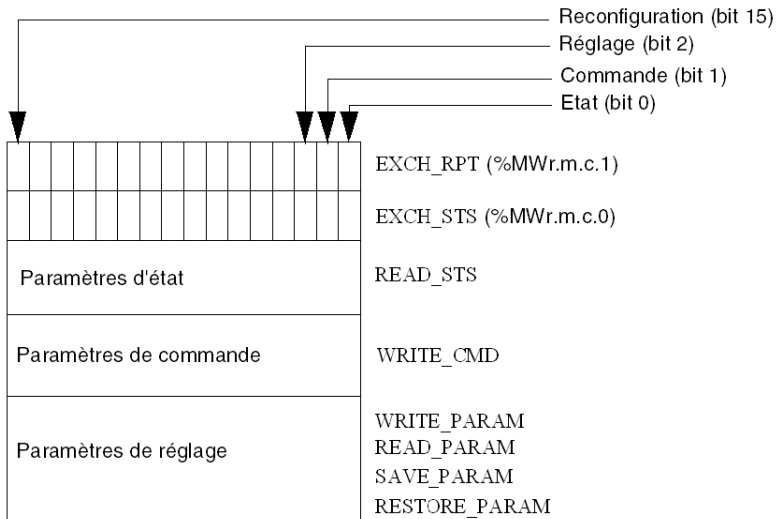 Reconfiguration (bit 15)
Réglage (bit 2)
Commande (bit 1)
Etat (bit 0)
EXCH_RPT (%MWr.m.c.1)
EXCH_STS (%MWr.m.c.0)
Paramètres d'état READ_STS
Paramètres de commande WRITE_CMD
WRITE_PARAM
Paramètres de réglage READ_PARAM
SAVE_PARAM
RESTORE_PARAM